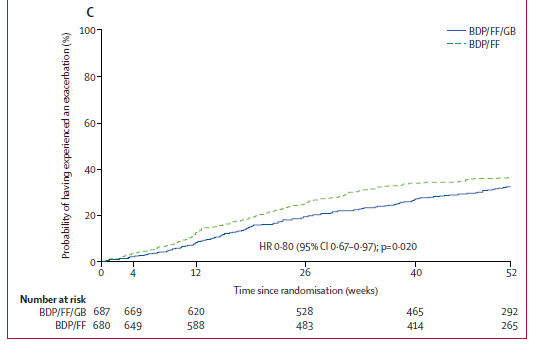 C
100
80
60
40
20
0
Probability of having experienced an exacerbation (%)
BDP/FF/GB
BDP/FF
HR 0·80 (95% CI 0·67–0·97); p=0·020
0 4 12 26 40 52
Time since randomisation (weeks)
Number at risk
BDP/FF/GB 687 669 620 528 465 292
BDP/FF 680 649 588 483 414 265